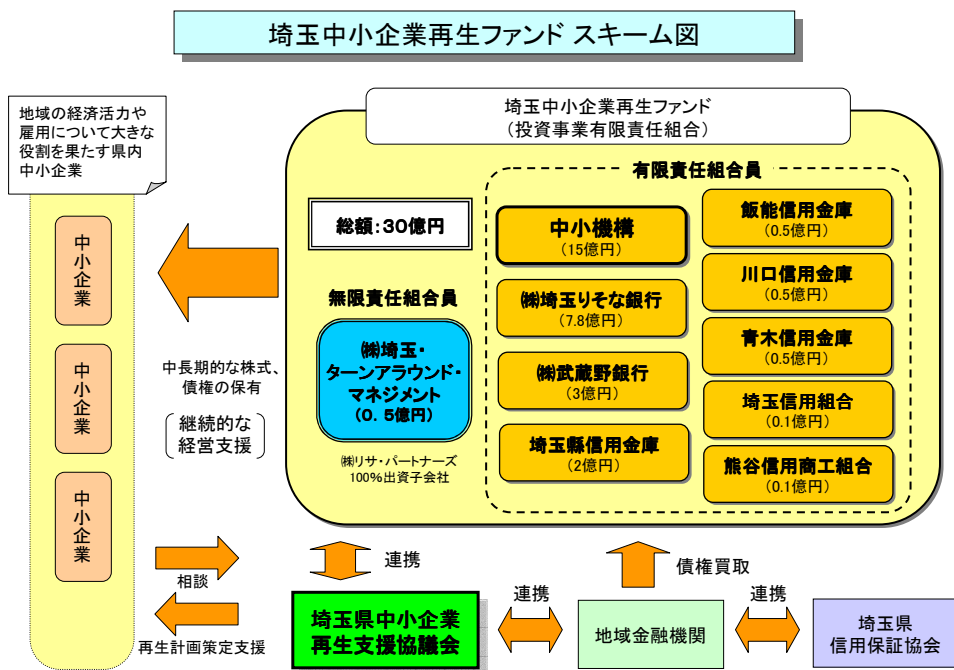 埼玉中小企業再生ファンド スキーム図
地域の経済活力や
雇用について大きな
役割を果たす県内
中小企業
中小企業
中小企業
中小企業
埼玉中小企業再生ファンド
(投資事業有限責任組合)
総額:30億円
無限責任組合員
㈱埼玉・
ターンアラウンド・
マネジメント
(0.5億円)
㈱リサ・パートナーズ
100%出資子会社
有限責任組合員
中小機構
(15億円)
㈱埼玉りそな銀行
(7.8億円)
㈱武蔵野銀行
(3億円)
埼玉縣信用金庫
(2億円)
飯能信用金庫
(0.5億円)
川口信用金庫
(0.5億円)
青木信用金庫
(0.5億円)
埼玉信用組合
(0.1億円)
熊谷信用商工組合
(0.1億円)
中長期的な株式、
債権の保有
継続的な
経営支援
相談
再生計画策定支援
連携
埼玉県中小企業
再生支援協議会
連携
債権買取
地域金融機関
連携
埼玉県
信用保証協会